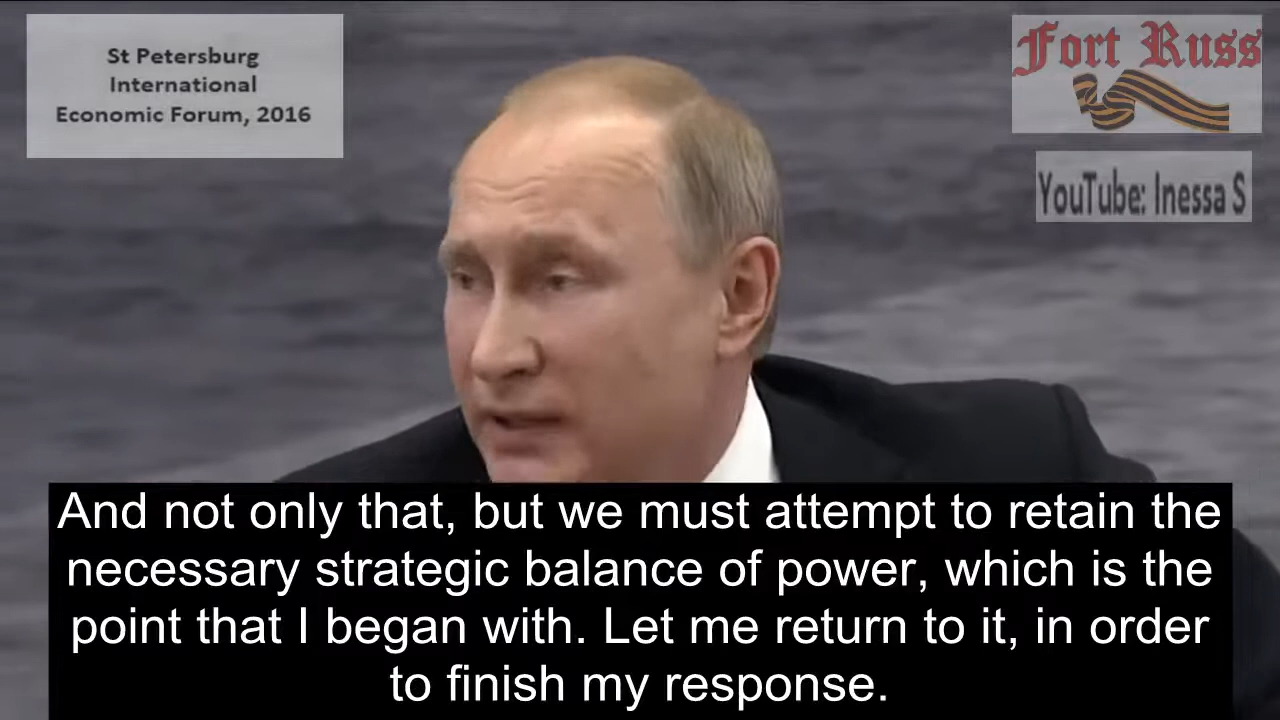 St Petersburg
International
Economic Forum, 2016
Fort Russ
YouTube: Inessa S
And not only that, but we must attempt to retain the
necessary strategic balance of power, which is the
point that I began with. Let me return to it, in order
to finish my response.